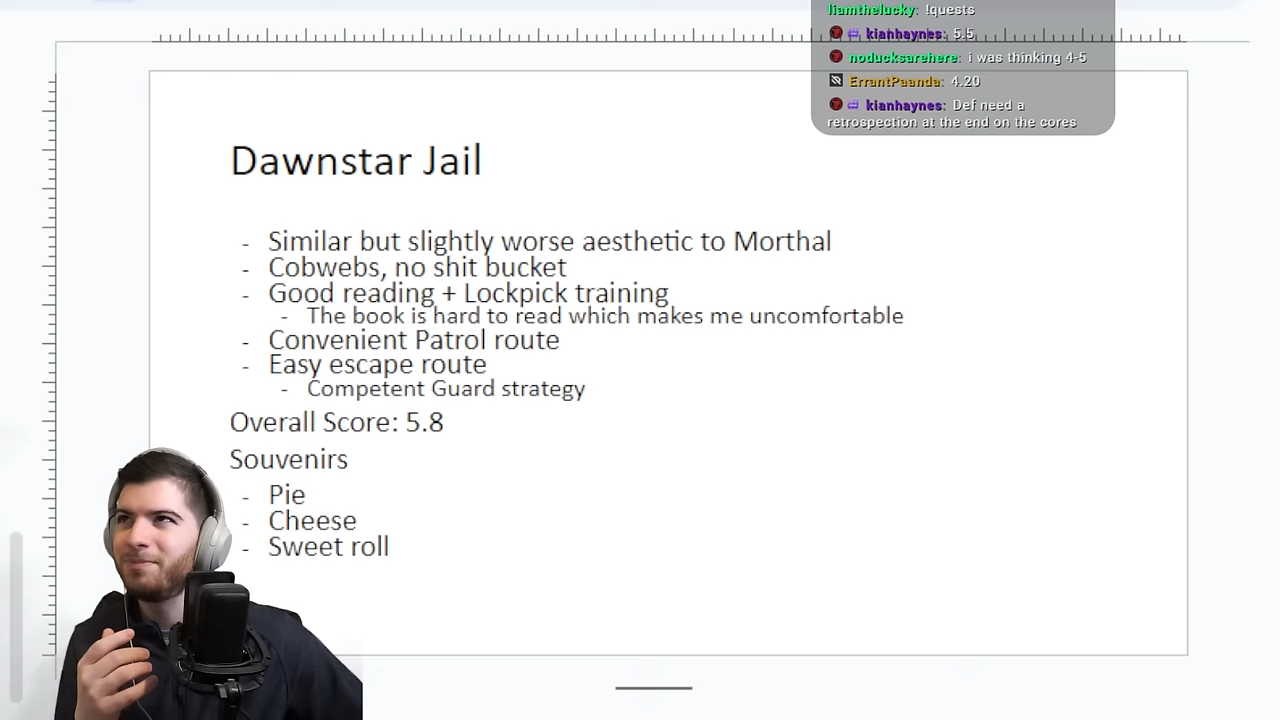 liamthelucky: !quests
kianhaynes: 5.5
noducksarehere: i was thinking 4-5
ErrantPaanda: 4.20
kianhaynes: Def need a
retrospection at the end on the cores
Dawnstar Jail
- Similar but slightly worse aesthetic to Morthal
- Cobwebs, no shit bucket
- Good reading + Lockpick training
- The book is hard to read which makes me uncomfortable
- Convenient Patrol route
- Easy escape route
- Competent Guard strategy
Overall Score: 5.8
Souvenirs
- Pie
- Cheese
- Sweet roll